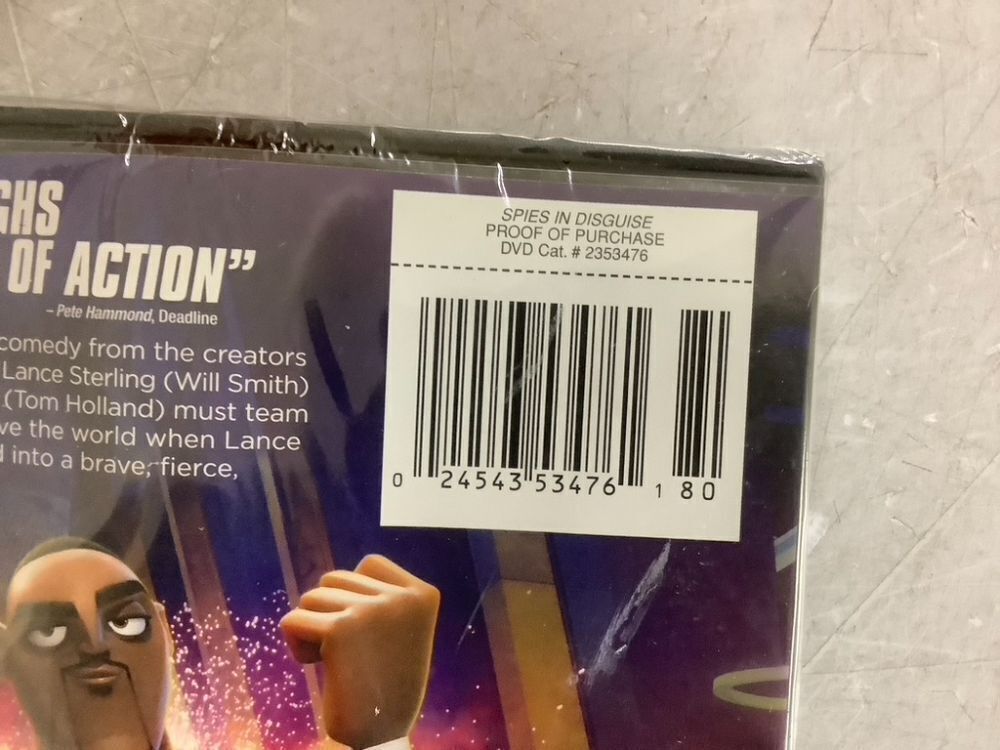 GHS
OF ACTION”
– Pete Hammond, Deadline
comedy from the creators
Lance Sterling (Will Smith)
(Tom Holland) must team
ve the world when Lance
d into a brave, fierce,
SPIES IN DISGUISE
PROOF OF PURCHASE
DVD Cat. # 2353476
0 24543 53476 1 80